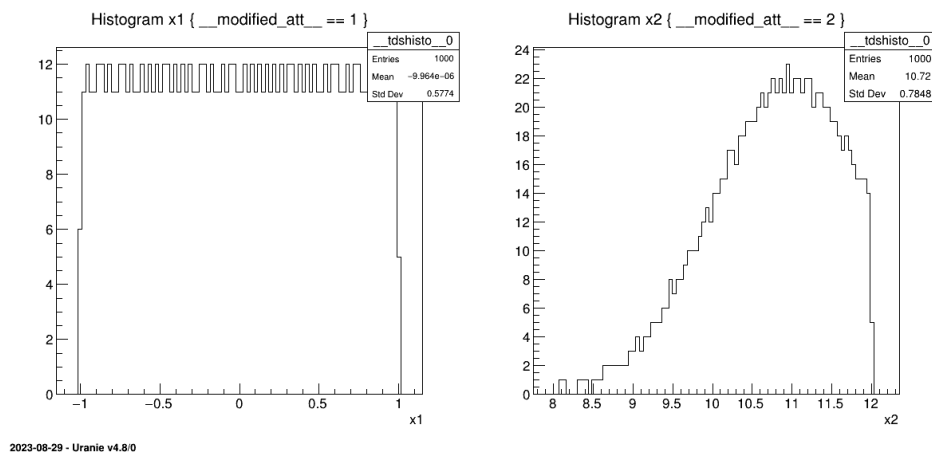 Histogram x1 { __modified_att__ == 1 }
__tdshisto__0
Entries 1000
Mean −9.964e−06
Std Dev 0.5774
12
10
8
6
4
2
0
−1 −0.5 0 0.5 1
x1
Histogram x2 { __modified_att__ == 2 }
__tdshisto__0
Entries 1000
Mean 10.72
Std Dev 0.7848
24
22
20
18
16
14
12
10
8
6
4
2
0
8 8.5 9 9.5 10 10.5 11 11.5 12
x2
2023-08-29 - Uranie v4.8/0